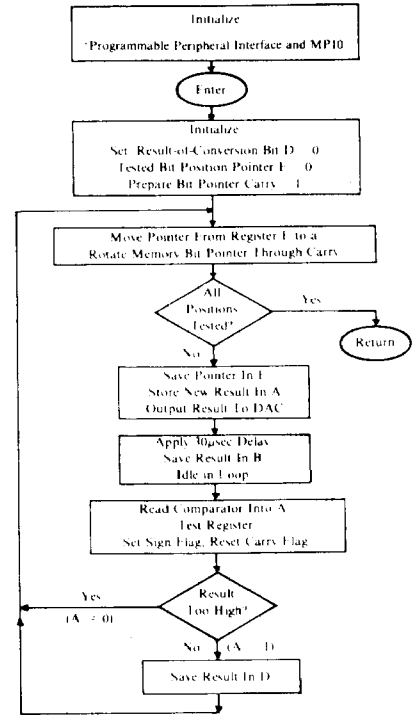 Initialize
Programmable Peripheral Interface and MP10
Enter
Initialize
Set Result-of-Conversion Bit D 0
Tested Bit Position Pointer E 0
Prepare Bit Pointer Carry 1
Move Pointer From Register E to a
Rotate Memory Bit Pointer Through Carry
All
Positions
Tested?
Yes
Return
No
Save Pointer In E
Store New Result In A
Output Result To DAC
Apply 30μsec Delay
Save Result In B
Idle in Loop
Read Comparator Into A
Test Register
Set Sign Flag, Reset Carry Flag
Result
Too High?
Yes
(A = 0)
No (A 1)
Save Result In D